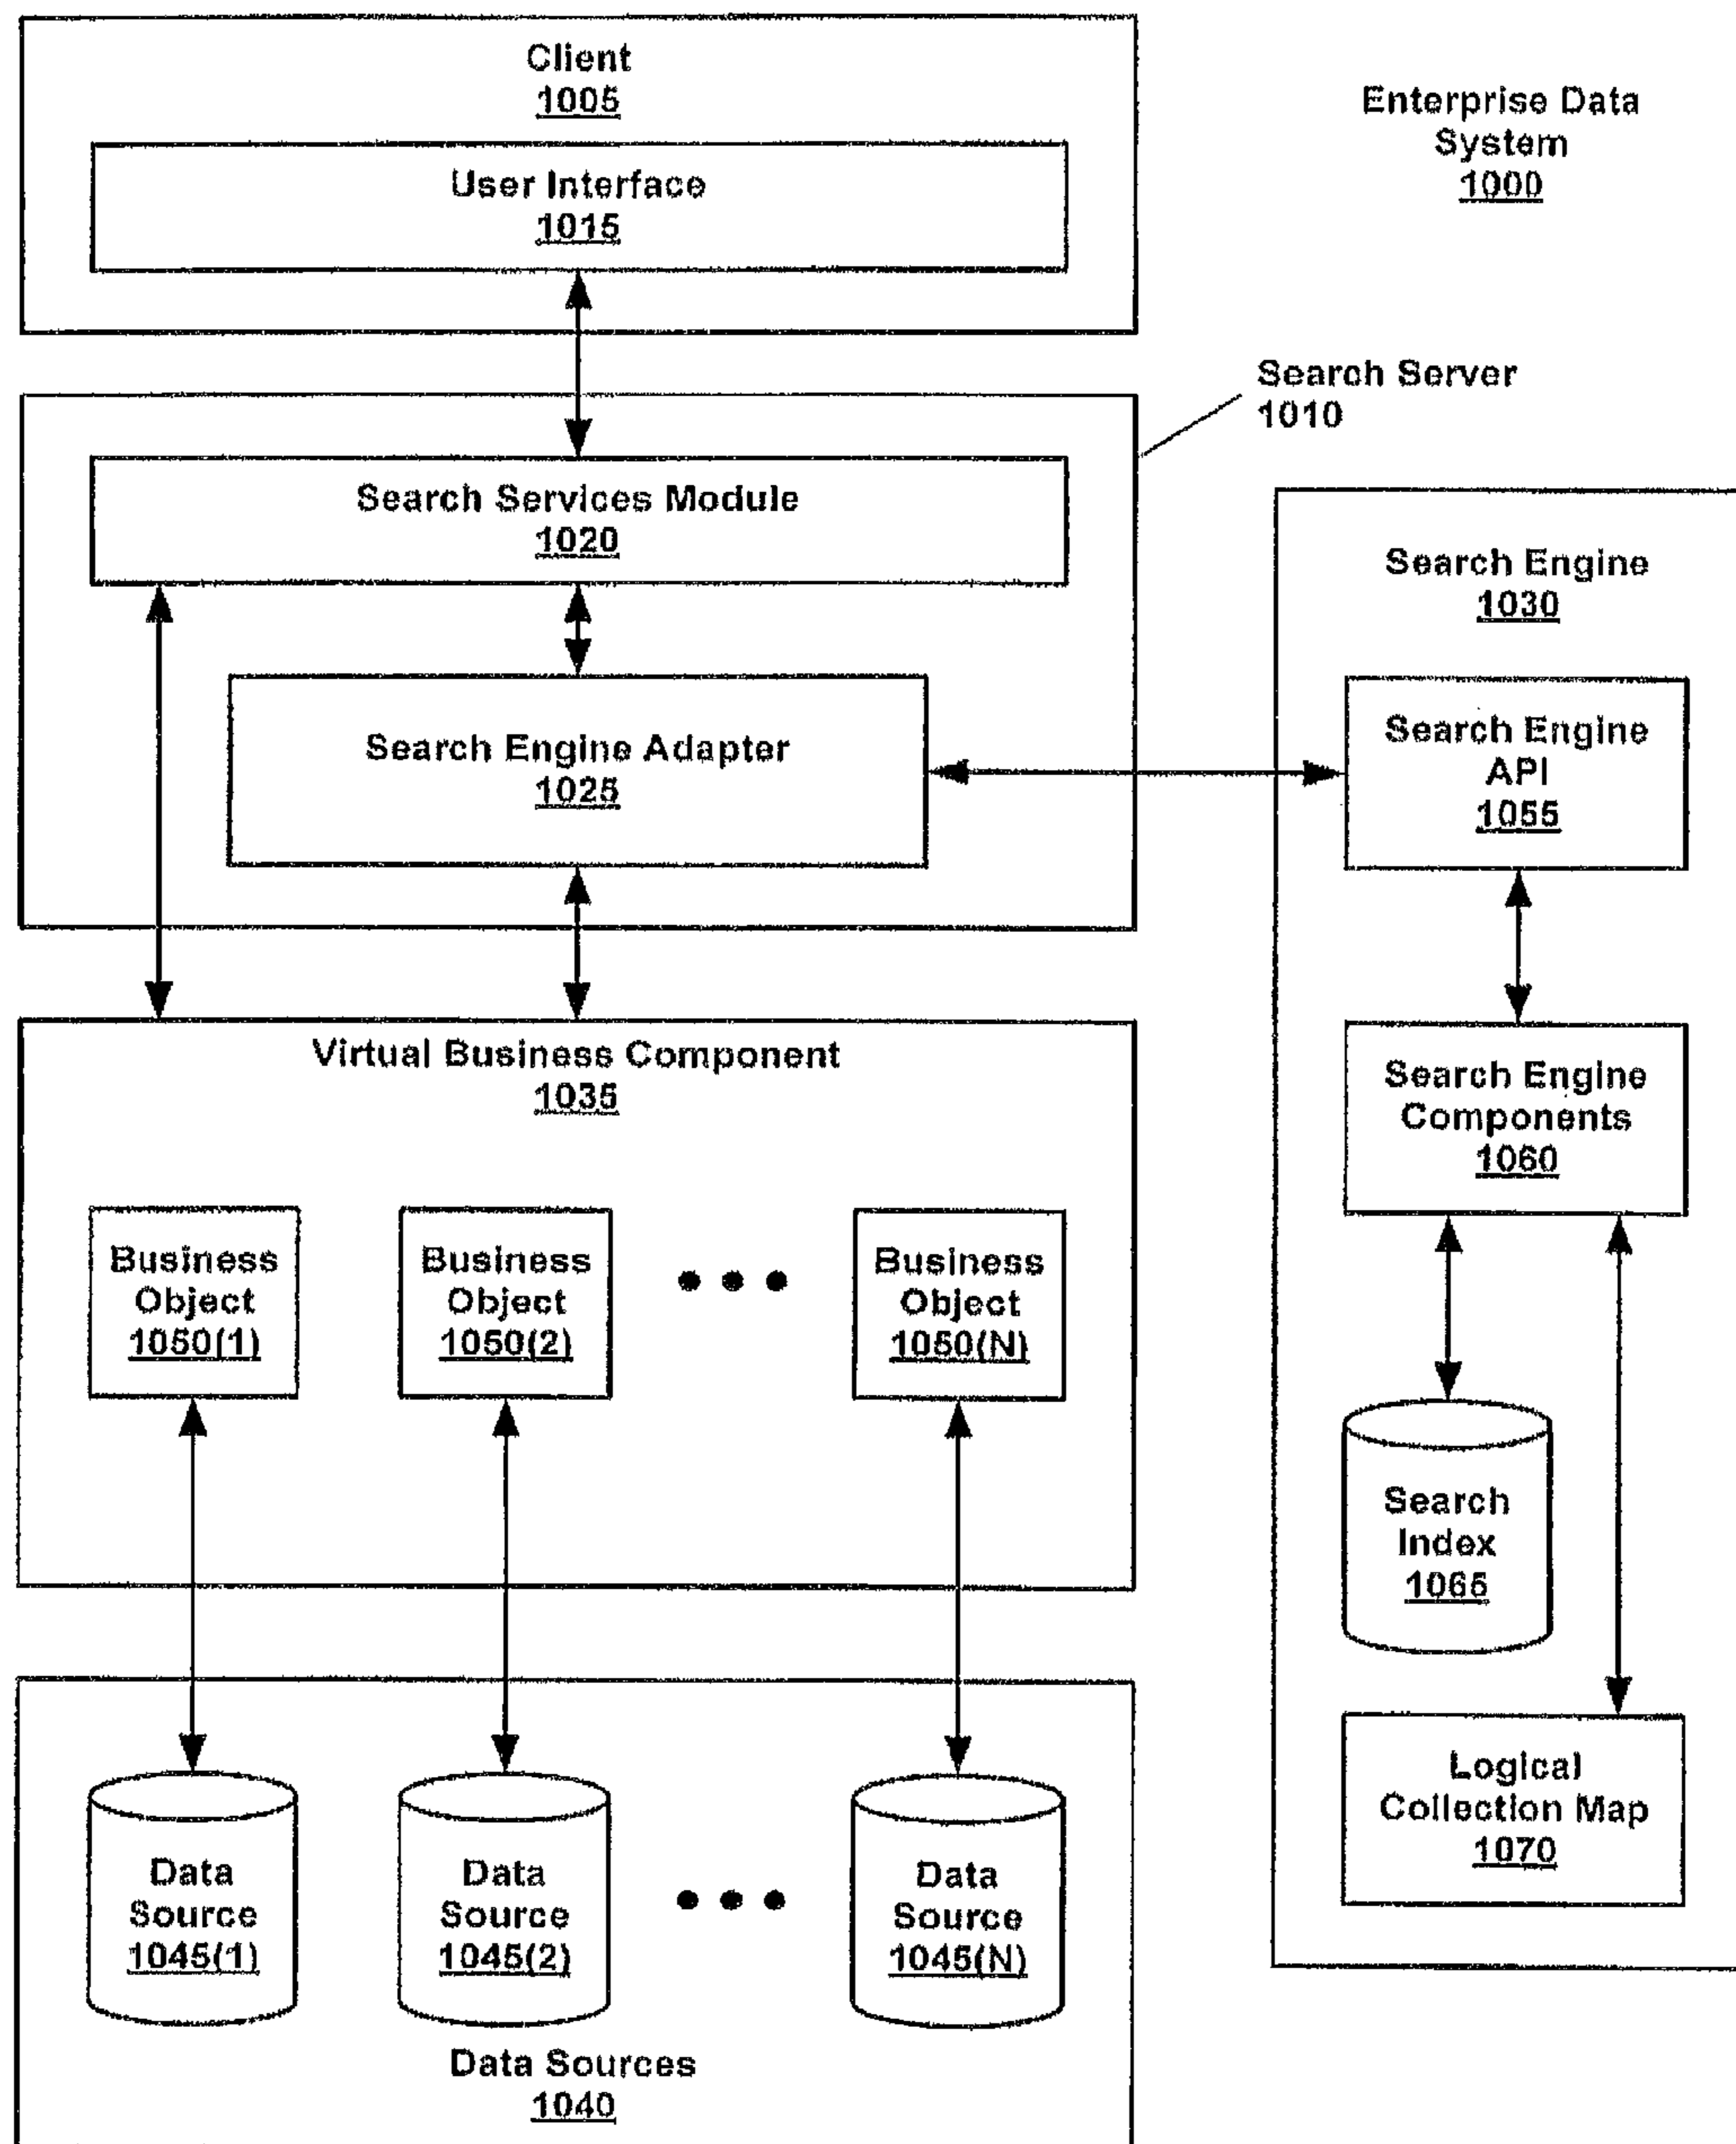 Client
1005
User Interface
1015
Enterprise Data
System
1000
Search Server
1010
Search Services Module
1020
Search Engine Adapter
1025
Search Engine
1030
Search Engine
API
1055
Search Engine
Components
1060
Search
Index
1065
Logical
Collection Map
1070
Virtual Business Component
1035
Business
Object
1050(1)
Business
Object
1050(2)
Business
Object
1050(N)
Data
Source
1045(1)
Data
Source
1045(2)
Data
Source
1045(N)
Data Sources
1040